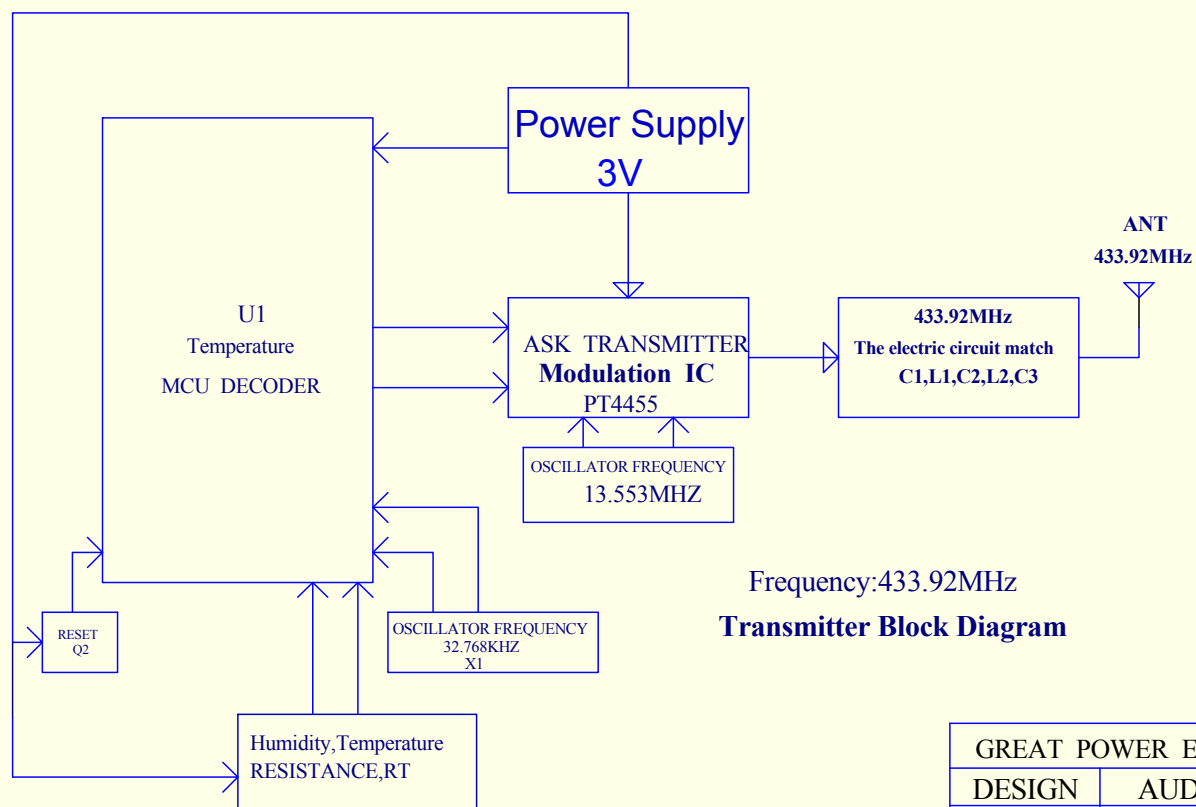 Power Supply
3V
ANT
433.92MHz
U1
Temperature
MCU DECODER
ASK TRANSMITTER
Modulation IC
PT4455
433.92MHz
The electric circuit match
C1,L1,C2,L2,C3
OSCILLATOR FREQUENCY
13.553MHZ
Frequency:433.92MHz
Transmitter Block Diagram
RESET
Q2
OSCILLATOR FREQUENCY
32.768KHZ
X1
Humidity,Temperature
RESISTANCE,RT
GREAT POWER E
DESIGN AUD